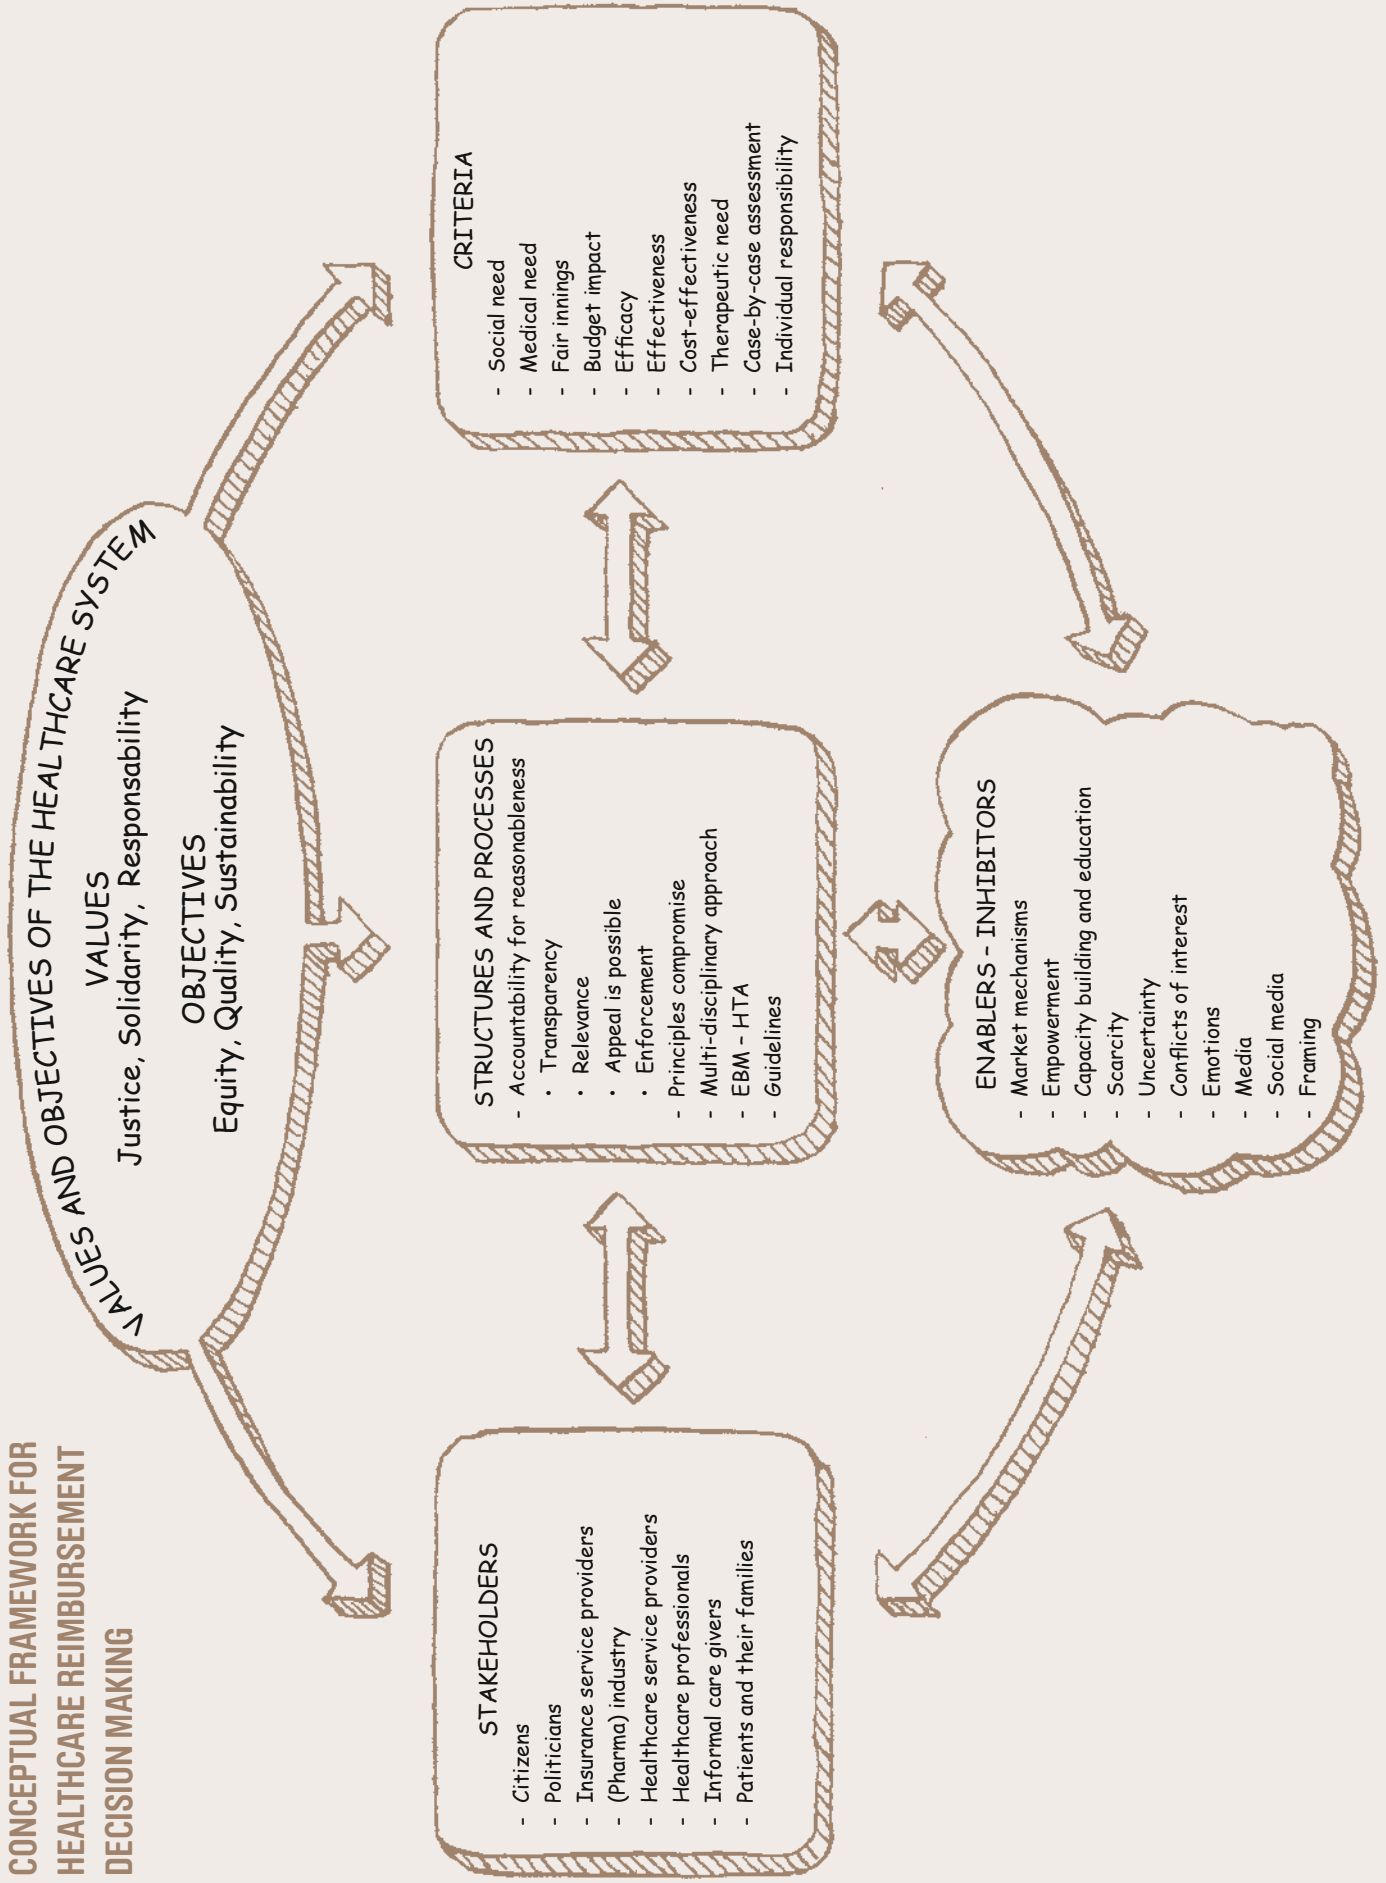 CONCEPTUAL FRAMEWORK FOR
HEALTHCARE REIMBURSEMENT
DECISION MAKING
VALUES AND OBJECTIVES OF THE HEALTHCARE SYSTEM
VALUES
Justice, Solidarity, Responsability
OBJECTIVES
Equity, Quality, Sustainability
STAKEHOLDERS
- Citizens
- Politicians
- Insurance service providers
- (Pharma) industry
- Healthcare service providers
- Healthcare professionals
- Informal care givers
- Patients and their families
STRUCTURES AND PROCESSES
- Accountability for reasonableness
• Transparency
• Relevance
• Appeal is possible
• Enforcement
- Principles compromise
- Multi-disciplinary approach
- EBM – HTA
- Guidelines
CRITERIA
- Social need
- Medical need
- Fair innings
- Budget impact
- Efficacy
- Effectiveness
- Cost-effectiveness
- Therapeutic need
- Case-by-case assessment
- Individual responsibility
ENABLERS - INHIBITORS
- Market mechanisms
- Empowerment
- Capacity building and education
- Scarcity
- Uncertainty
- Conflicts of interest
- Emotions
- Media
- Social media
- Framing